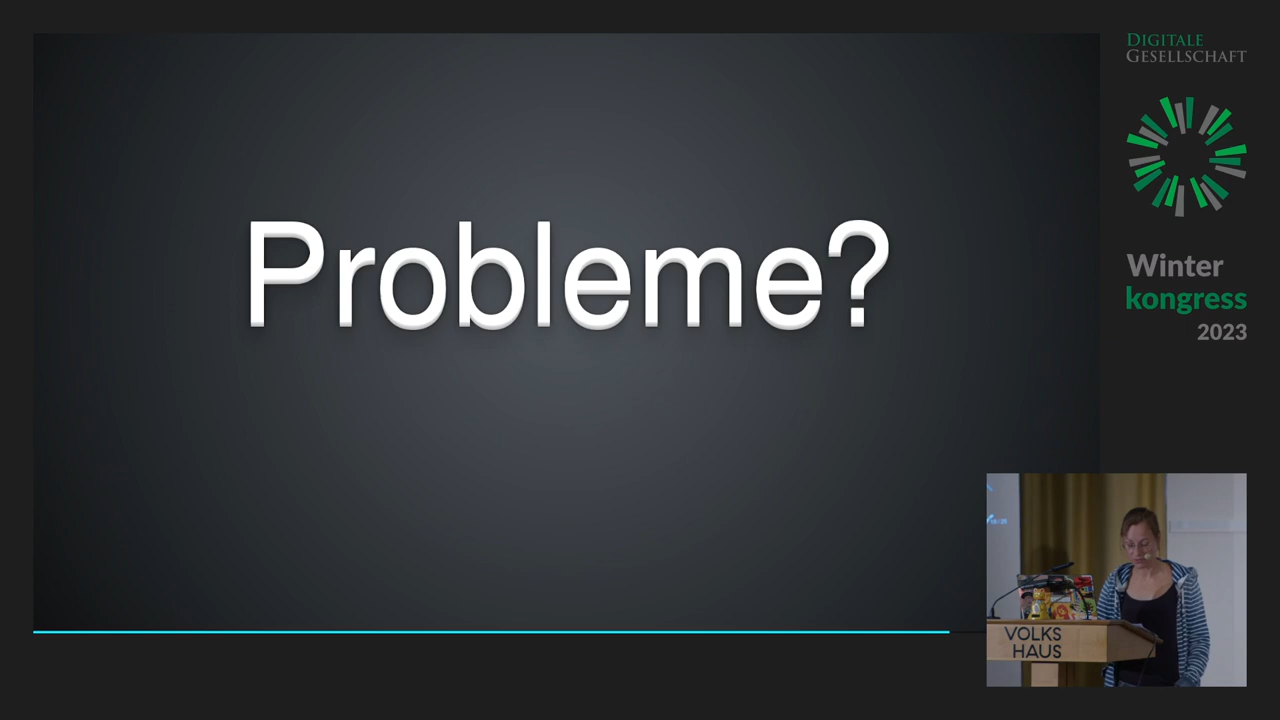 Probleme?
DIGITALE
GESELLSCHAFT
Winter
kongress
2023
VOLKS
HAUS